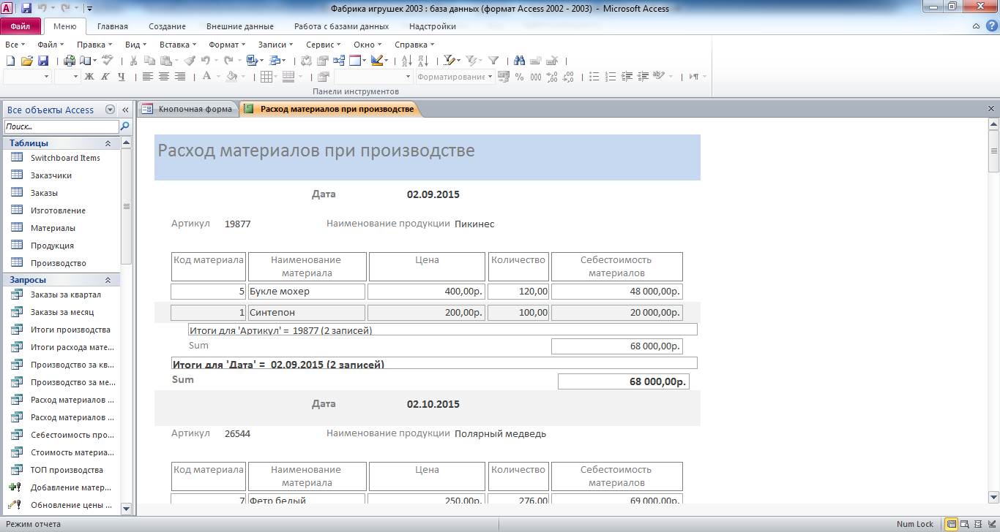 Фабрика игрушек 2003 : база данных (формат Access 2002 - 2003) - Microsoft Access
Файл Меню Главная Создание Внешние данные Работа с базами данных Надстройки
Все Файл Правка Вид Вставка Формат Записи Сервис Окно Справка
Ж К Ч А Форматирование % 000
Панели инструментов
Все объекты Access
Поиск...
Таблицы
Switchboard Items
Заказчики
Заказы
Изготовление
Материалы
Продукция
Производство
Запросы
Заказы за квартал
Заказы за месяц
Итоги производства
Итоги расхода мате...
Производство за кв...
Производство за ме...
Расход материалов ...
Расход материалов ...
Себестоимость про...
Стоимость материа...
ТОП производства
Добавление матер...
Обновление цены ...
Кнопочная форма Расход материалов при производстве
Расход материалов при производстве
Дата 02.09.2015
Артикул 19877 Наименование продукции Пикинес
Код материала Наименование материала Цена Количество Себестоимость материалов
5 Букле мохер 400,00р. 120,00 48 000,00р.
1 Синтепон 200,00р. 100,00 20 000,00р.
Итоги для 'Артикул' = 19877 (2 записей)
Sum 68 000,00р.
Итоги для 'Дата' = 02.09.2015 (2 записей)
Sum 68 000,00р.
Дата 02.10.2015
Артикул 26544 Наименование продукции Полярный медведь
Код материала Наименование материала Цена Количество Себестоимость материалов
7 Фетр белый 250,00р. 276,00 69 000,00р.
Режим отчета Num Lock